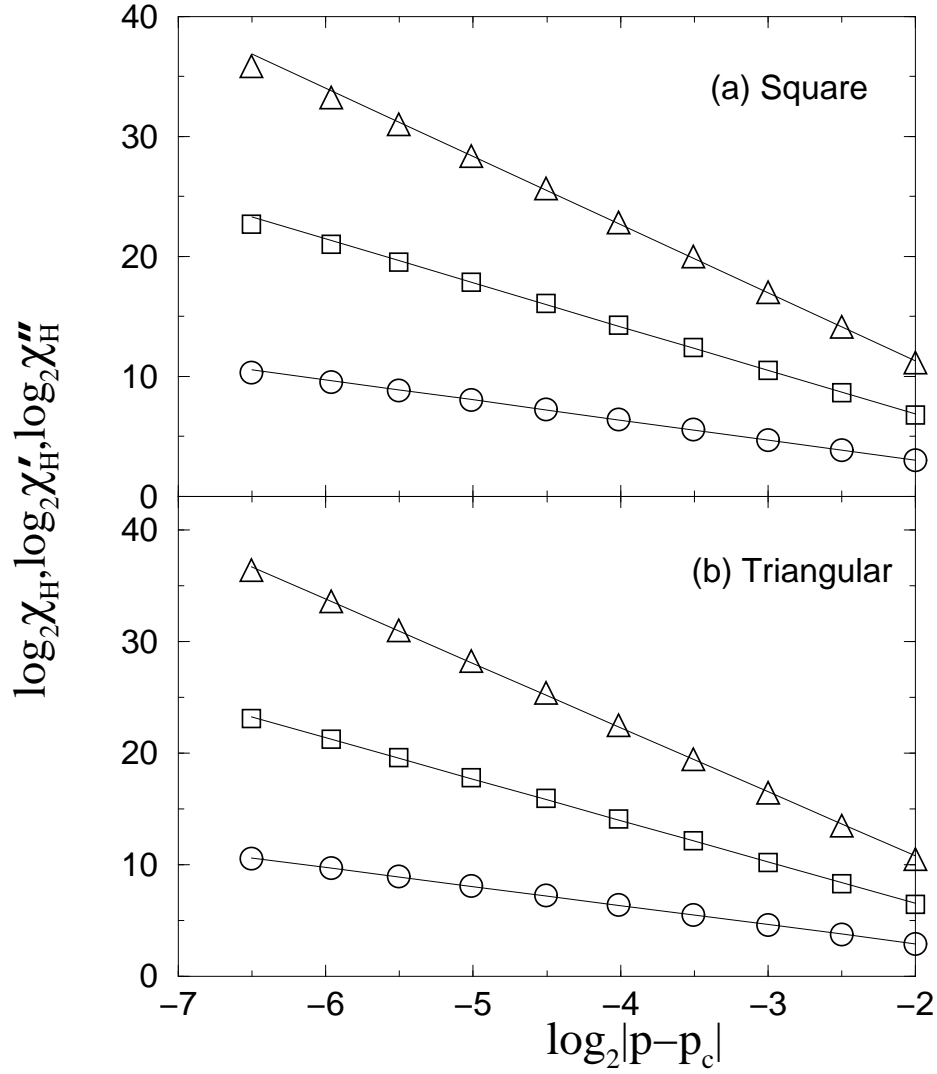 40
30
20
10
0
(a) Square
log₂χ_H,log₂χ′_H,log₂χ″_H
40
30
20
10
0
(b) Triangular
−7 −6 −5 −4 −3 −2
log₂|p−p_c|